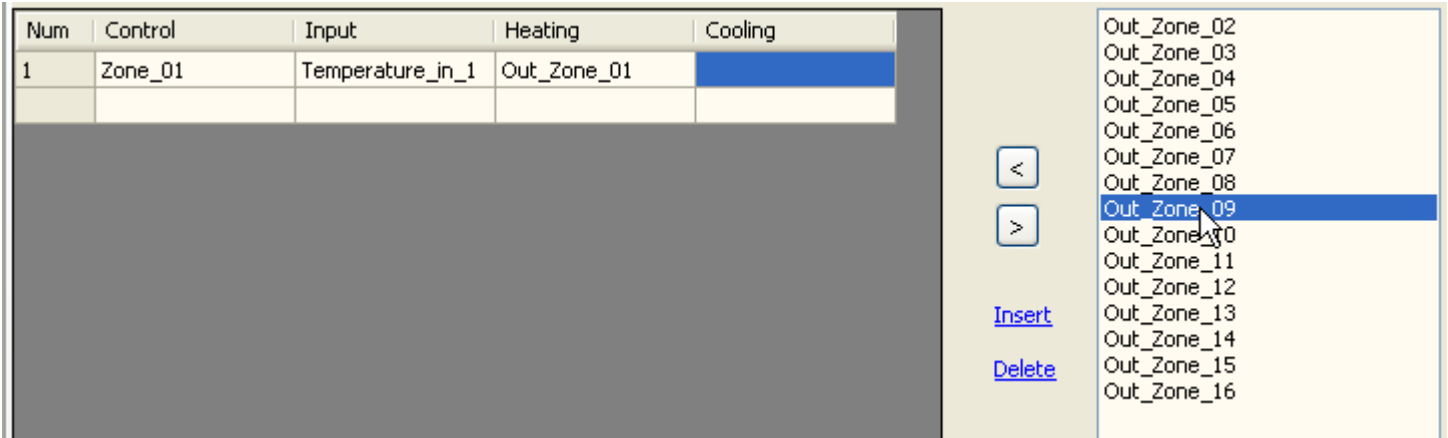 Num Control Input Heating Cooling
1 Zone_01 Temperature_in_1 Out_Zone_01
<
>
Insert
Delete
Out_Zone_02
Out_Zone_03
Out_Zone_04
Out_Zone_05
Out_Zone_06
Out_Zone_07
Out_Zone_08
Out_Zone_09
Out_Zone_10
Out_Zone_11
Out_Zone_12
Out_Zone_13
Out_Zone_14
Out_Zone_15
Out_Zone_16